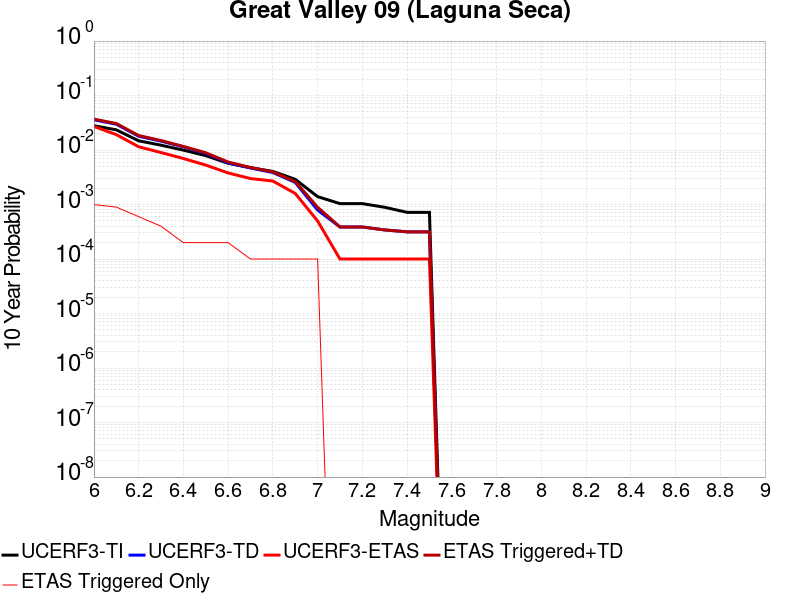 Great Valley 09 (Laguna Seca)
10^0
10^-1
10^-2
10^-3
10^-4
10^-5
10^-6
10^-7
10^-8
10 Year Probability
6 6.2 6.4 6.6 6.8 7 7.2 7.4 7.6 7.8 8 8.2 8.4 8.6 8.8 9
Magnitude
UCERF3-TI UCERF3-TD UCERF3-ETAS ETAS Triggered+TD
ETAS Triggered Only